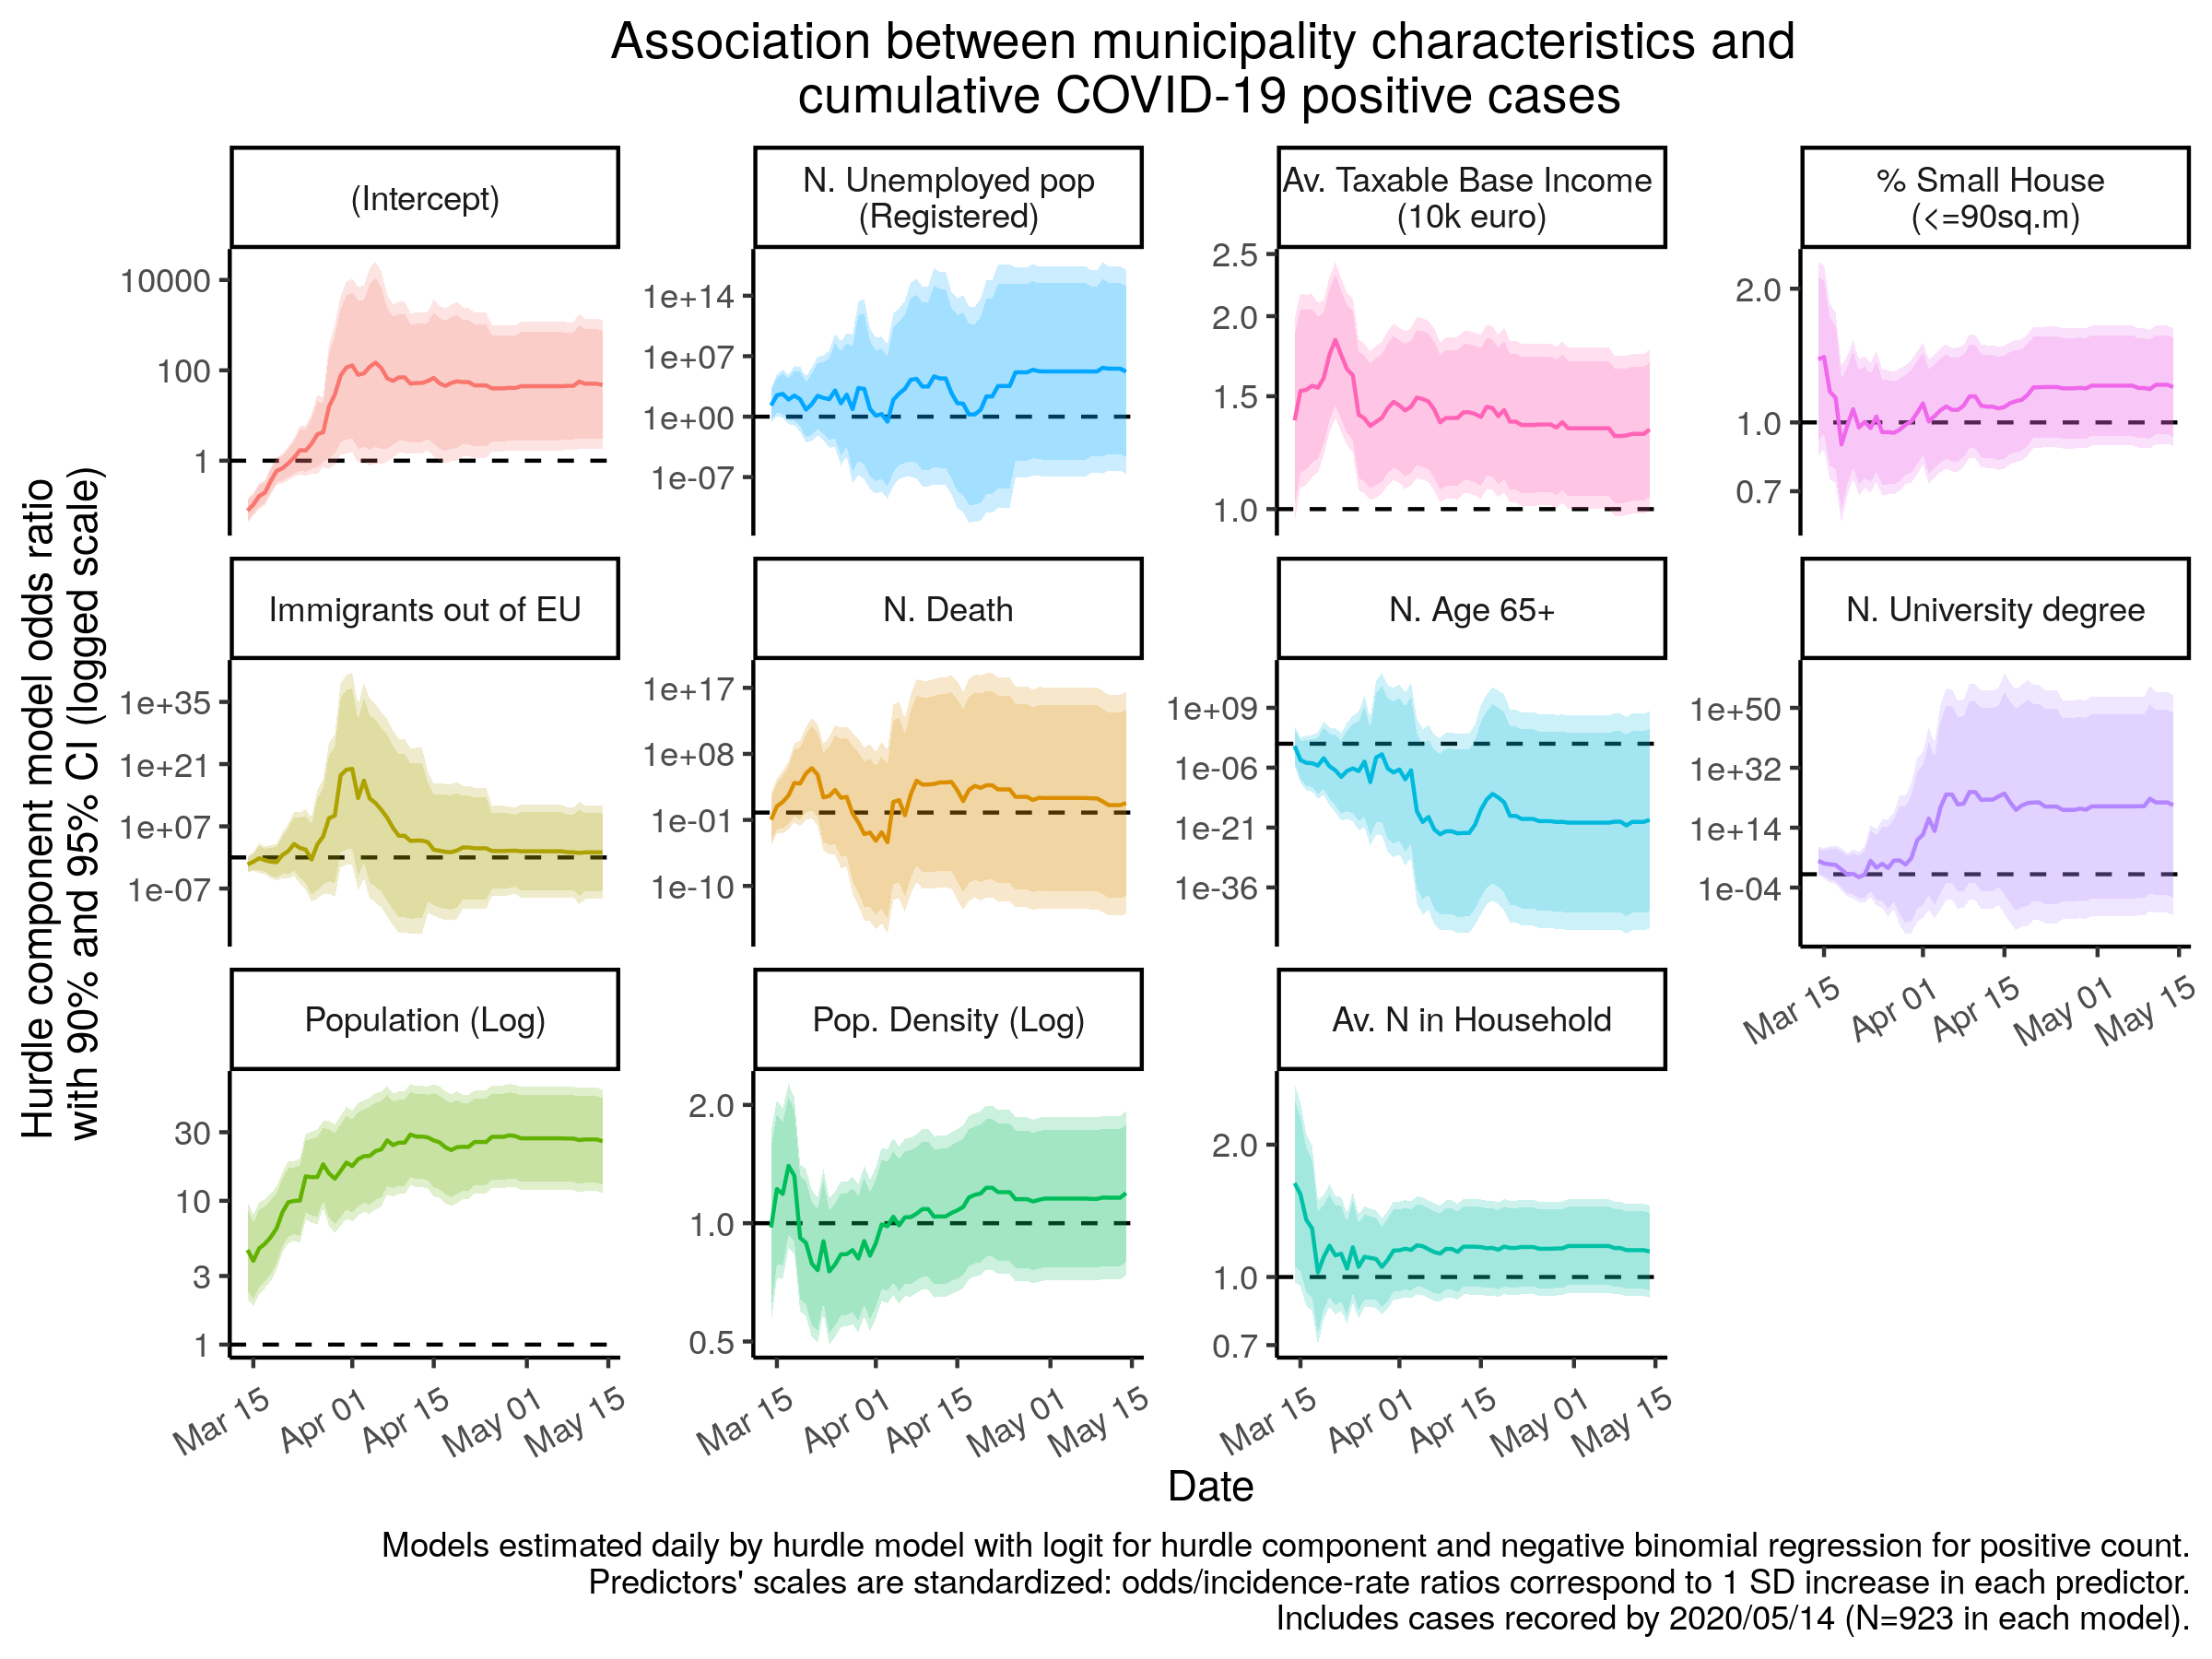 Association between municipality characteristics and
cumulative COVID-19 positive cases
Hurdle component model odds ratio
with 90% and 95% CI (logged scale)
(Intercept)
10000
100
1
N. Unemployed pop
(Registered)
1e+14
1e+07
1e+00
1e-07
Av. Taxable Base Income
(10k euro)
2.5
2.0
1.5
1.0
% Small House
(<=90sq.m)
2.0
1.0
0.7
Immigrants out of EU
1e+35
1e+21
1e+07
1e-07
N. Death
1e+17
1e+08
1e-01
1e-10
N. Age 65+
1e+09
1e-06
1e-21
1e-36
N. University degree
1e+50
1e+32
1e+14
1e-04
Mar 15
Apr 01
Apr 15
May 01
May 15
Population (Log)
30
10
3
1
Mar 15
Apr 01
Apr 15
May 01
May 15
Pop. Density (Log)
2.0
1.0
0.5
Mar 15
Apr 01
Apr 15
May 01
May 15
Av. N in Household
2.0
1.0
0.7
Mar 15
Apr 01
Apr 15
May 01
May 15
Date
Models estimated daily by hurdle model with logit for hurdle component and negative binomial regression for positive count.
Predictors' scales are standardized: odds/incidence-rate ratios correspond to 1 SD increase in each predictor.
Includes cases recored by 2020/05/14 (N=923 in each model).